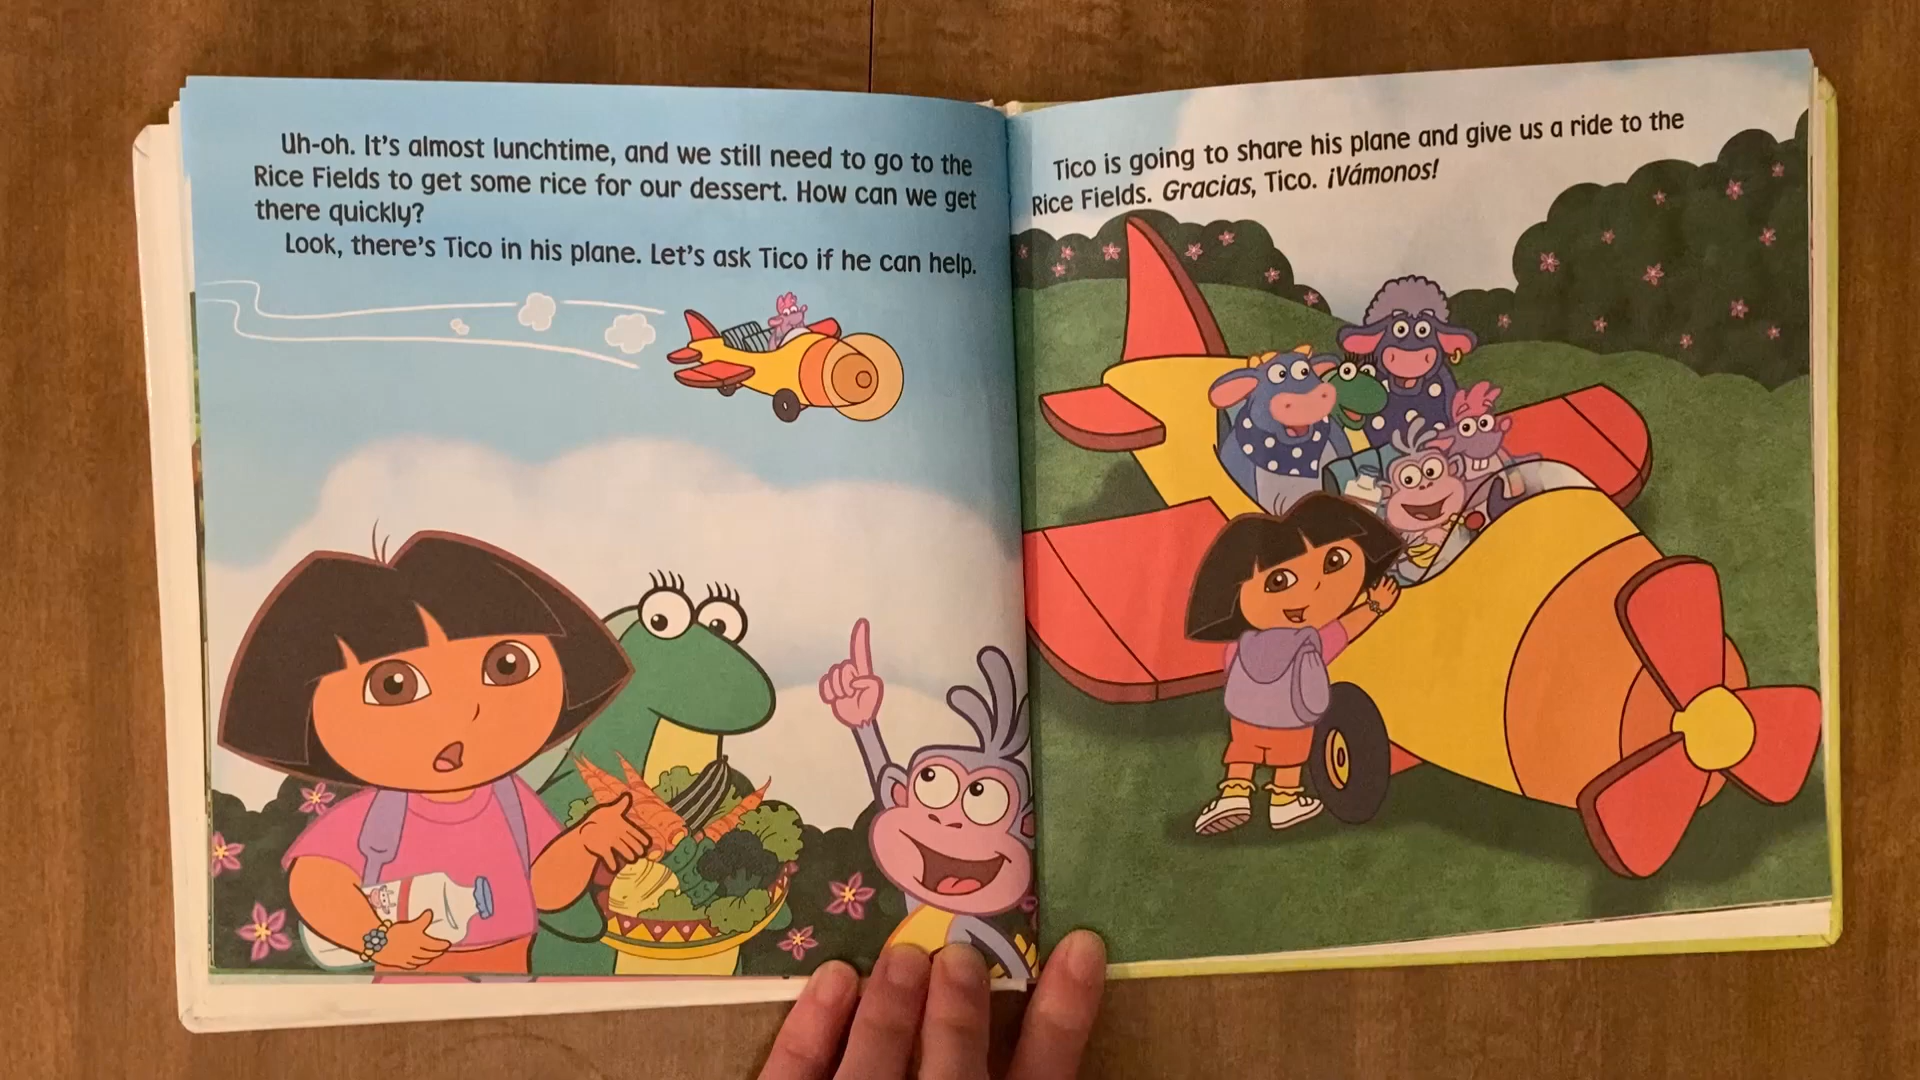 Uh-oh. It's almost lunchtime, and we still need to go to the
Rice Fields to get some rice for our dessert. How can we get
there quickly?
Look, there's Tico in his plane. Let's ask Tico if he can help.
Tico is going to share his plane and give us a ride to the
Rice Fields. Gracias, Tico. ¡Vámonos!